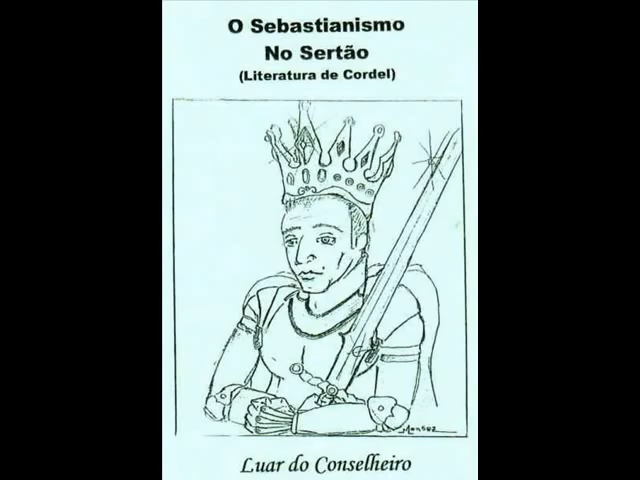 O Sebastianismo
No Sertão
(Literatura de Cordel)
Luar do Conselheiro